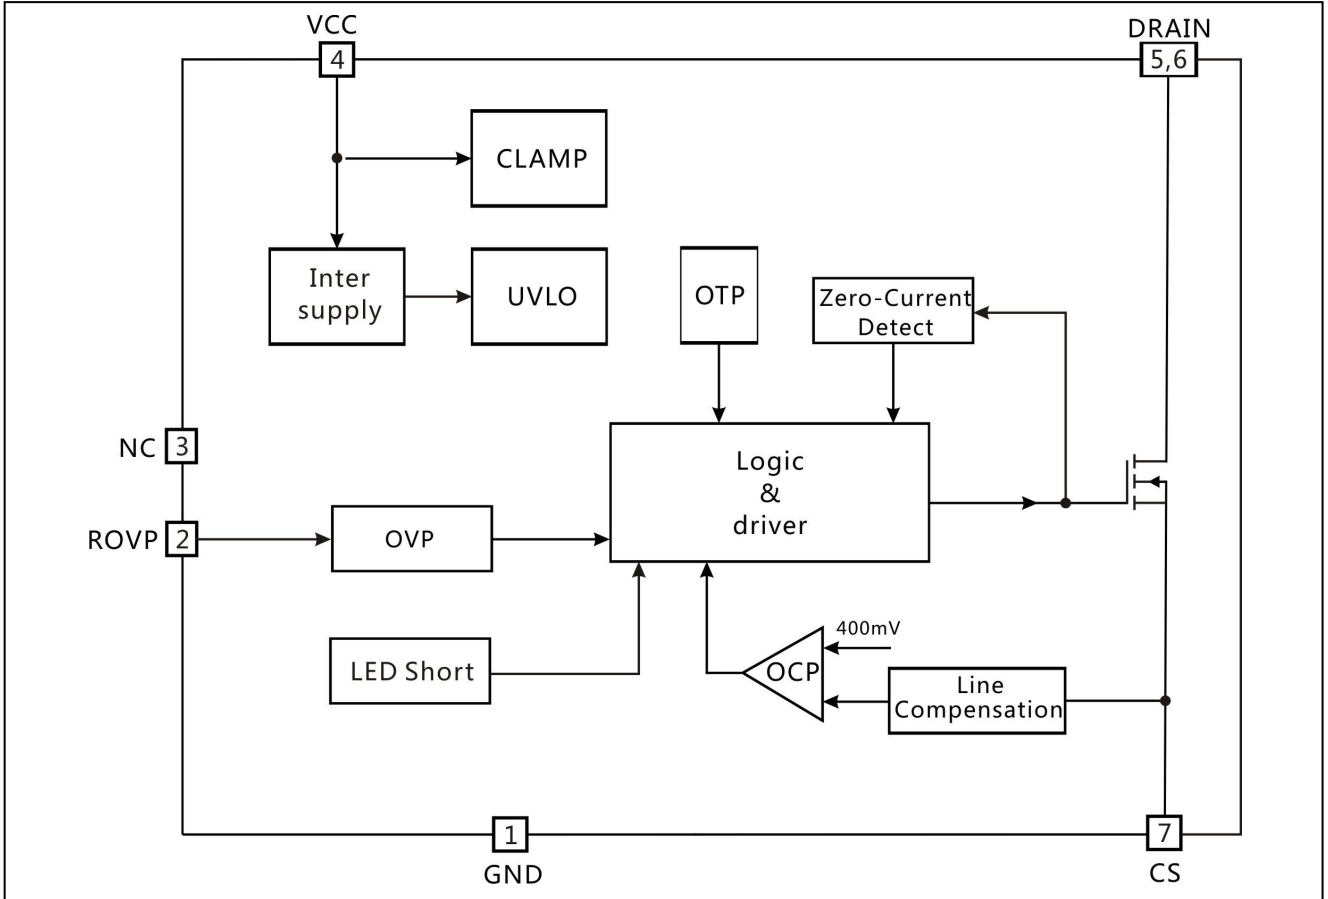 VCC
4
DRAIN
5,6
CLAMP
Inter
supply
UVLO
OTP
Zero-Current
Detect
NC
3
Logic
&
driver
ROVP
2
OVP
LED Short
400mV
OCP
Line
Compensation
1
GND
7
CS